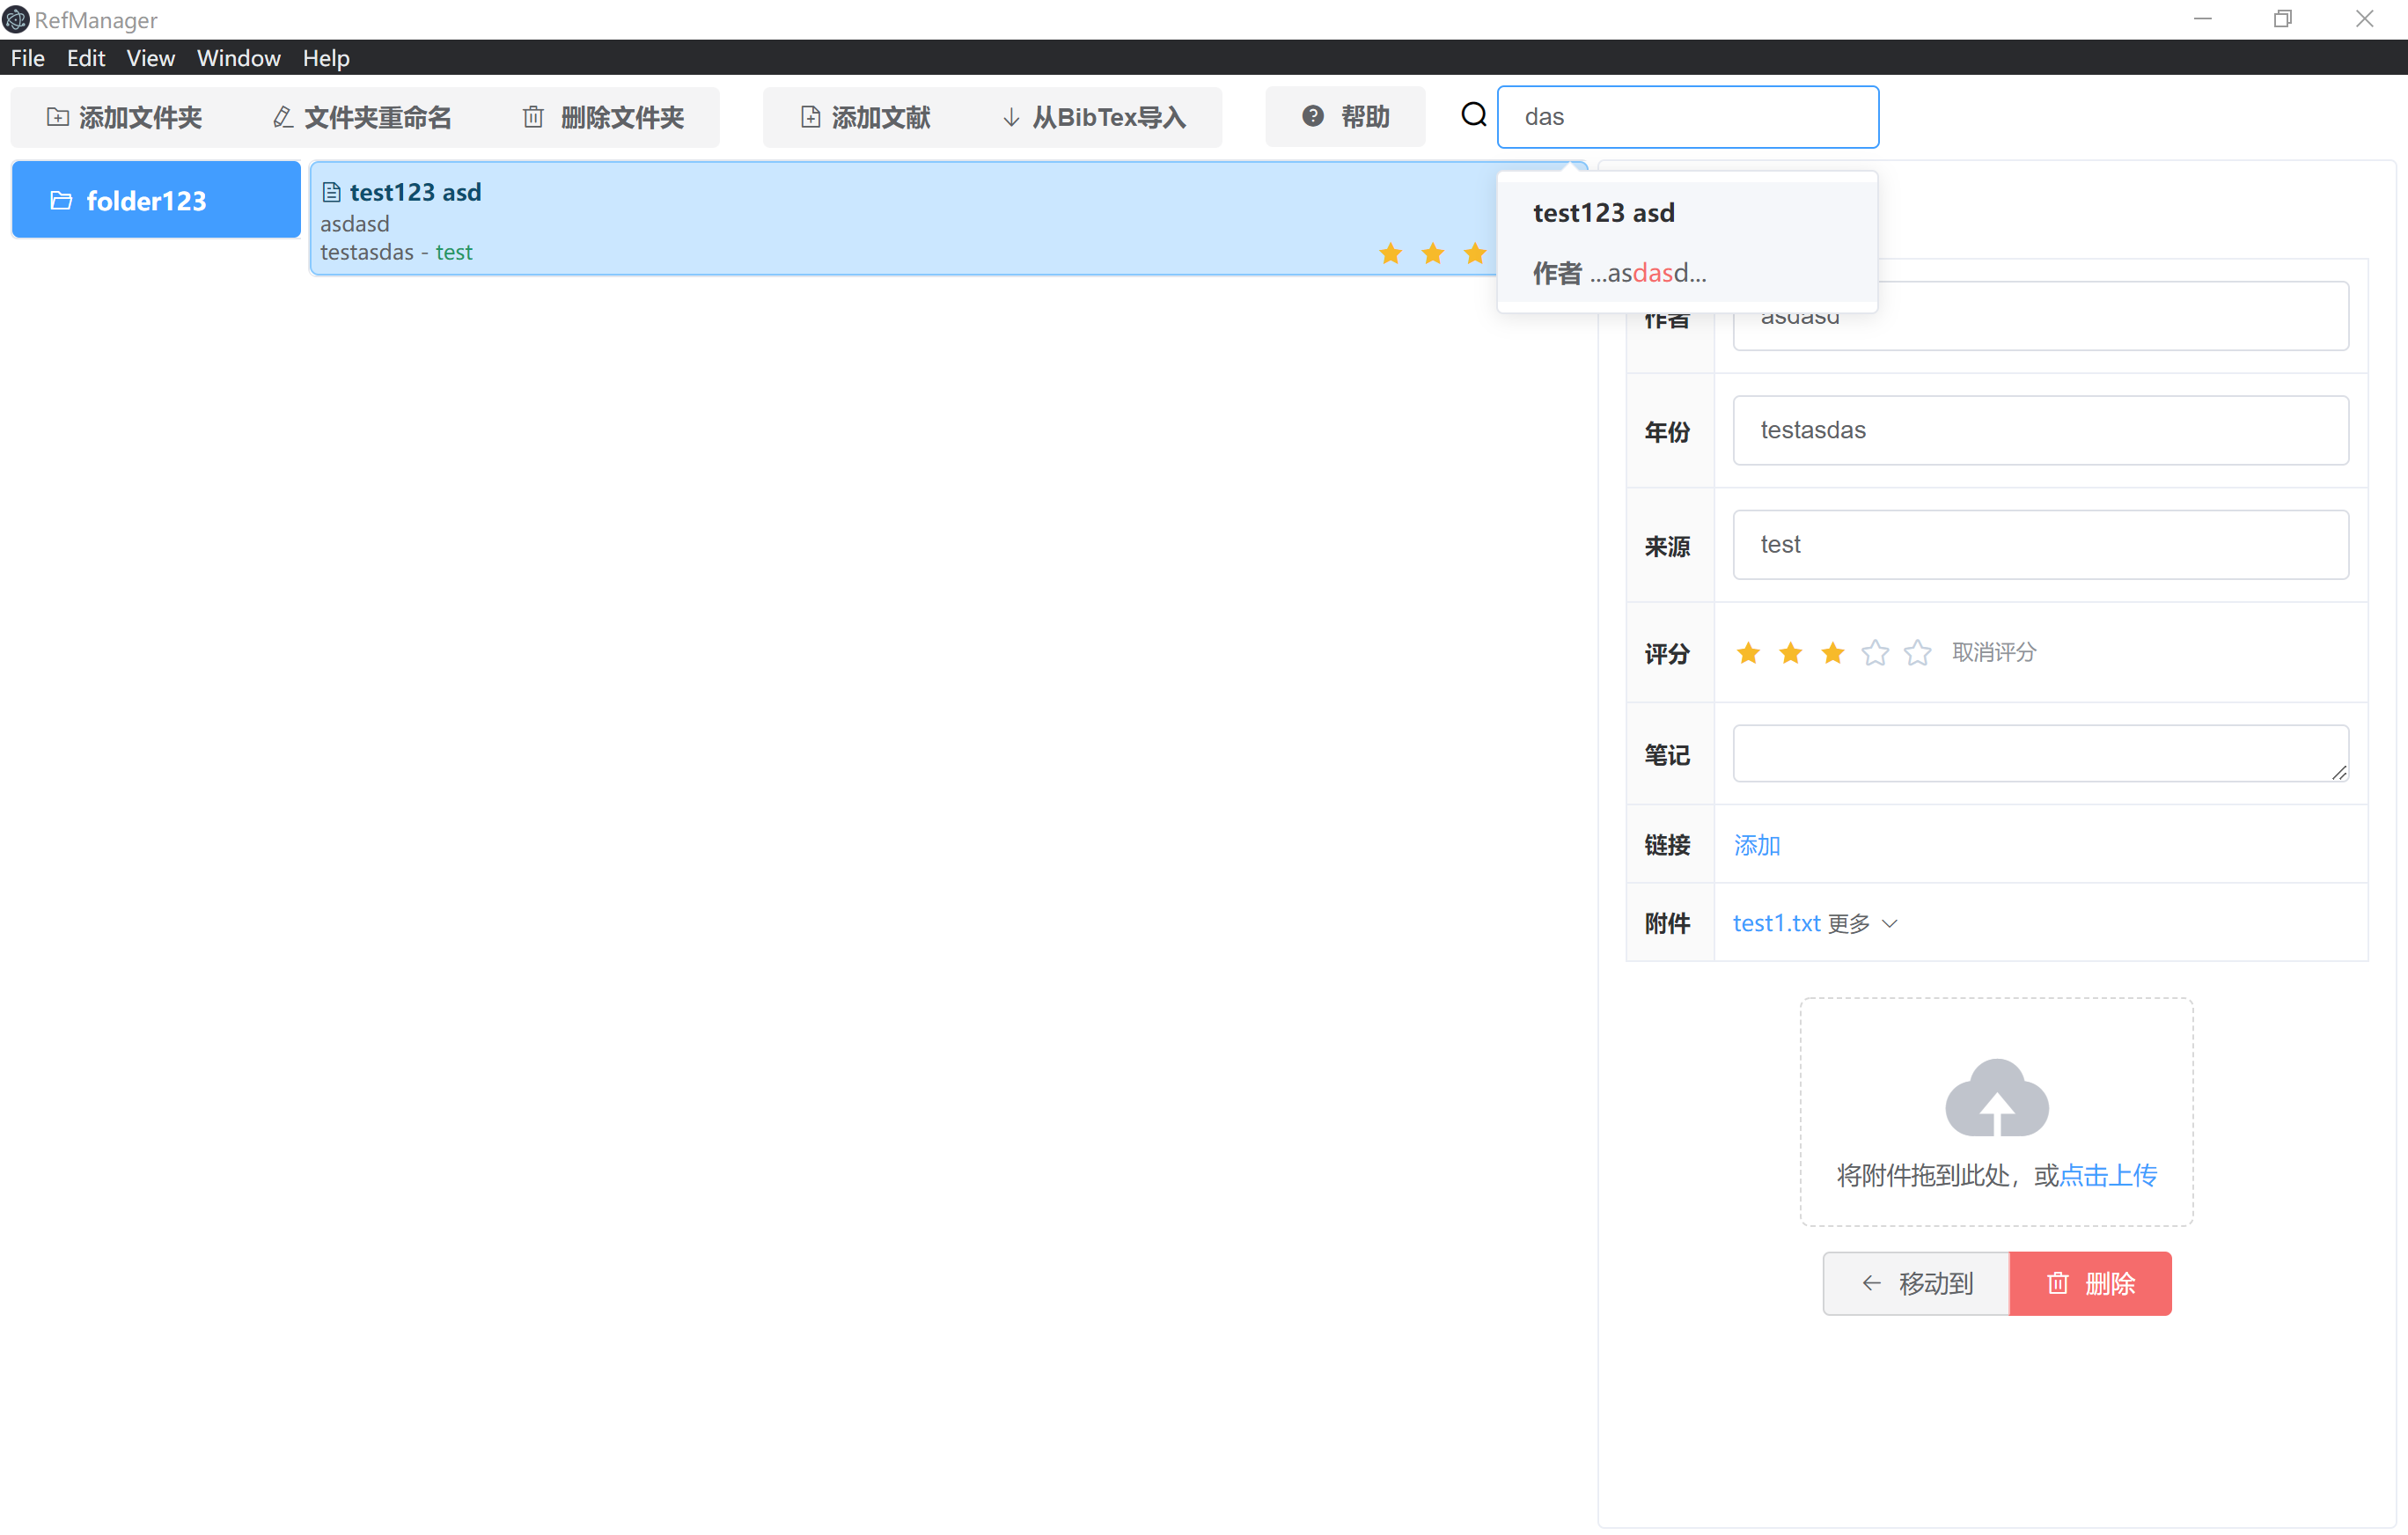 RefManager
File Edit View Window Help
添加文件夹 文件夹重命名 删除文件夹 添加文献 从BibTex导入 帮助 das
folder123
test123 asd
asdasd
testasdas - test
test123 asd
作者 ...asdasd...
作者 asdasd
年份 testasdas
来源 test
评分 取消评分
笔记
链接 添加
附件 test1.txt 更多
将附件拖到此处，或点击上传
移动到 删除